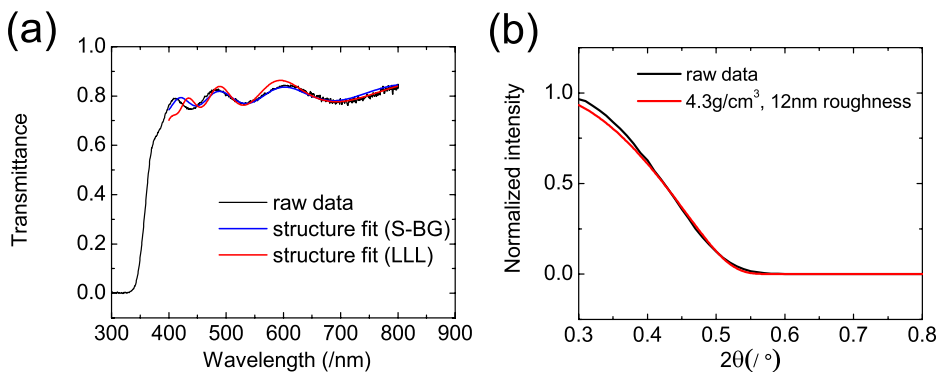 (a)
1.0
0.8
0.6
0.4
0.2
0.0
Transmittance
raw data
structure fit (S-BG)
structure fit (LLL)
300 400 500 600 700 800 900
Wavelength (/nm)
(b)
1.0
0.5
0.0
Normalized intensity
raw data
4.3g/cm³, 12nm roughness
0.3 0.4 0.5 0.6 0.7 0.8
2θ(/ °)